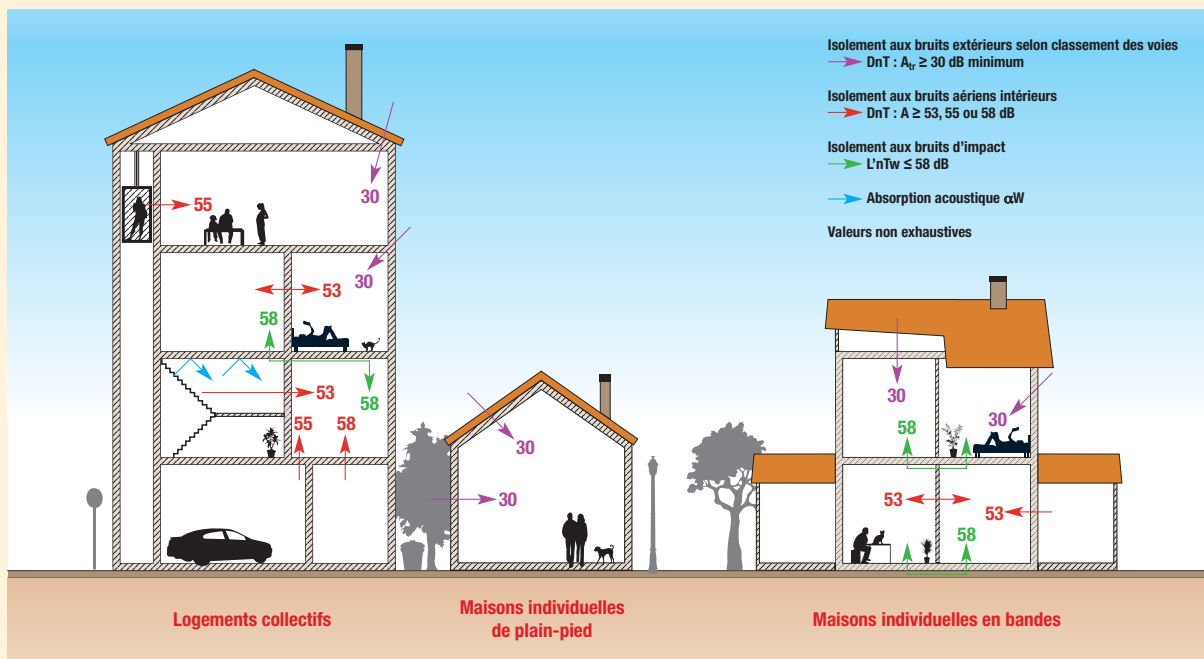 Isolement aux bruits extérieurs selon classement des voies
DnT : Atr ≥ 30 dB minimum
Isolement aux bruits aériens intérieurs
DnT : A ≥ 53, 55 ou 58 dB
Isolement aux bruits d’impact
L’nTw ≤ 58 dB
Absorption acoustique αW
Valeurs non exhaustives
55
30
30
53
58
53
58
55
58
30
30
30
30
58
53
53
58
Logements collectifs
Maisons individuelles
de plain-pied
Maisons individuelles en bandes